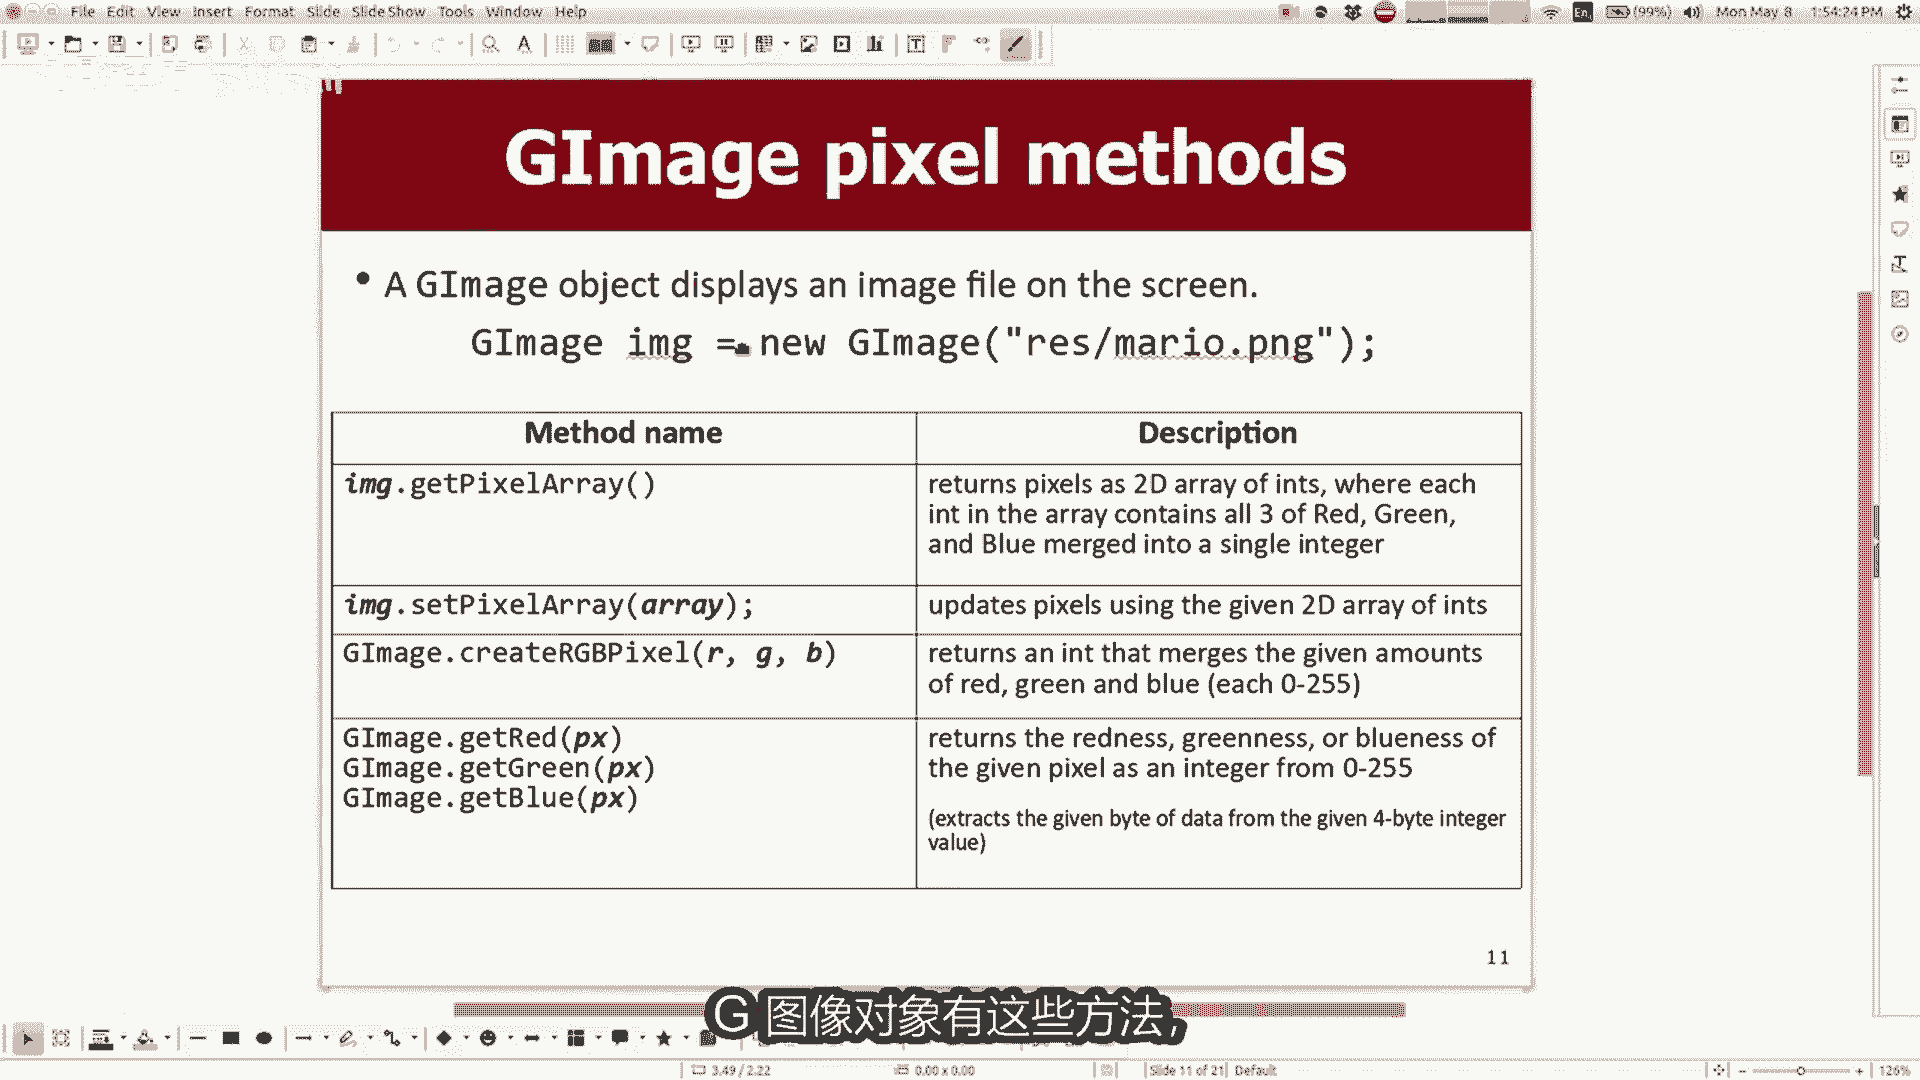 File Edit View Insert Format Slide Slide Show Tools Window Help
En
(99%)
Mon May 8 1:54:24 PM
GImage pixel methods
• A GImage object displays an image file on the screen.
GImage img = new GImage("res/mario.png");
Method name
Description
img.getPixelArray()
returns pixels as 2D array of ints, where each
int in the array contains all 3 of Red, Green,
and Blue merged into a single integer
img.setPixelArray(array);
updates pixels using the given 2D array of ints
GImage.createRGBPixel(r, g, b)
returns an int that merges the given amounts
of red, green and blue (each 0-255)
GImage.getRed(px)
GImage.getGreen(px)
GImage.getBlue(px)
returns the redness, greenness, or blueness of
the given pixel as an integer from 0-255
(extracts the given byte of data from the given 4-byte integer
value)
11
G 图像对象有这些方法,
3.49 / 2.22
0.00 x 0.00
Slide 11 of 21
Default
126%